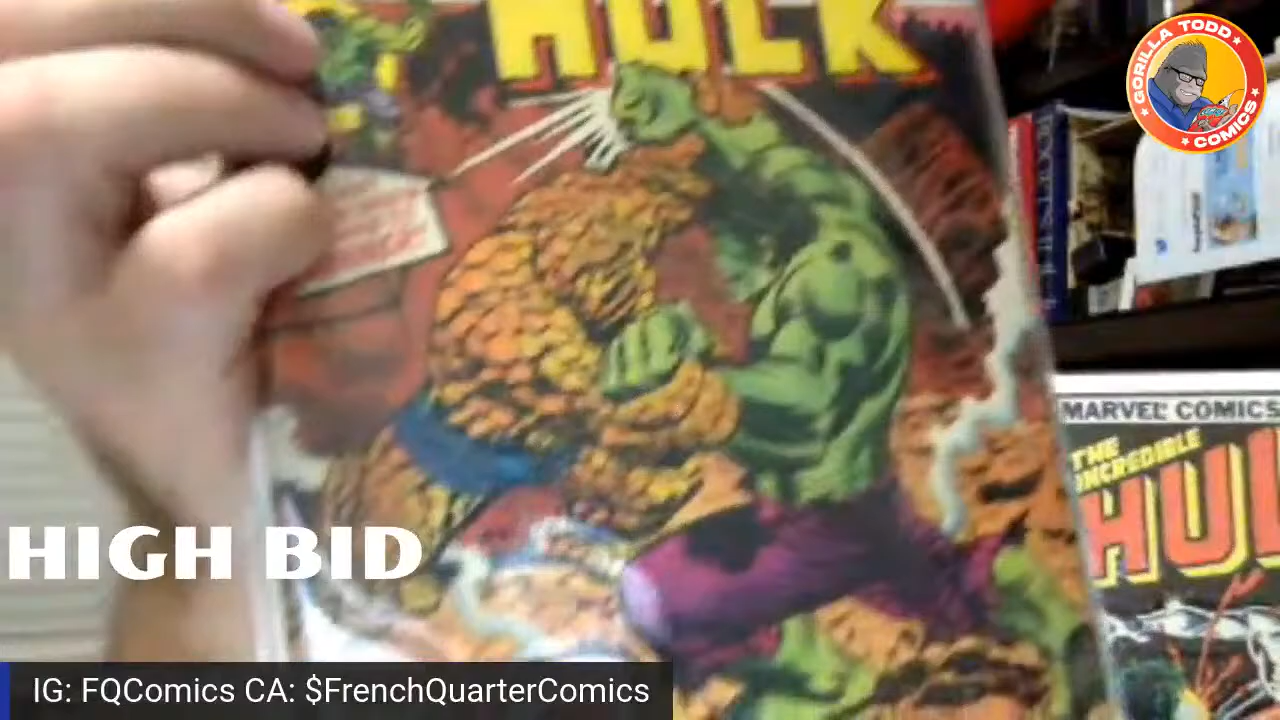 HULK
GORILLA TODD
COMICS
MARVEL COMICS
THE
INCREDIBLE
HUL
HIGH BID
IG: FQComics CA: $FrenchQuarterComics